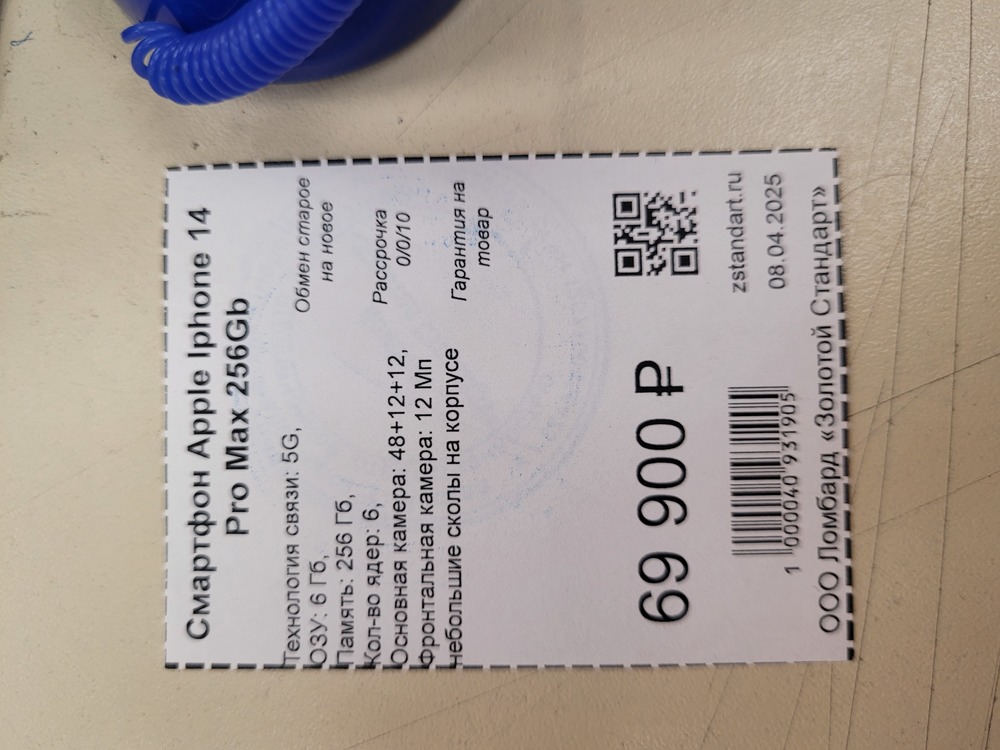 Смартфон Apple Iphone 14
Pro Max 256Gb
Технология связи: 5G,
ОЗУ: 6 Гб,
Память: 256 Гб,
Кол-во ядер: 6,
Основная камера: 48+12+12,
Фронтальная камера: 12 Мп
небольшие сколы на корпусе
Обмен старое
на новое
Рассрочка
0/0/10
Гарантия на
товар
69 900 ₽
1 000040 931905
zstandart.ru
08.04.2025
ООО Ломбард «Золотой Стандарт»